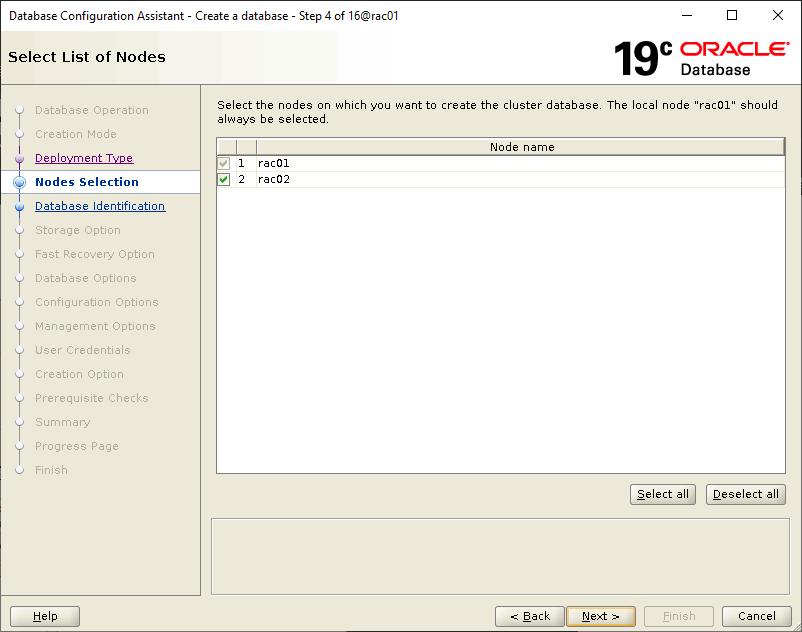 Database Configuration Assistant - Create a database - Step 4 of 16@rac01
Select List of Nodes
19c ORACLE
Database
Database Operation
Creation Mode
Deployment Type
Nodes Selection
Database Identification
Storage Option
Fast Recovery Option
Database Options
Configuration Options
Management Options
User Credentials
Creation Option
Prerequisite Checks
Summary
Progress Page
Finish
Select the nodes on which you want to create the cluster database. The local node "rac01" should
always be selected.
Node name
1 rac01
2 rac02
Select all Deselect all
Help < Back Next > Finish Cancel